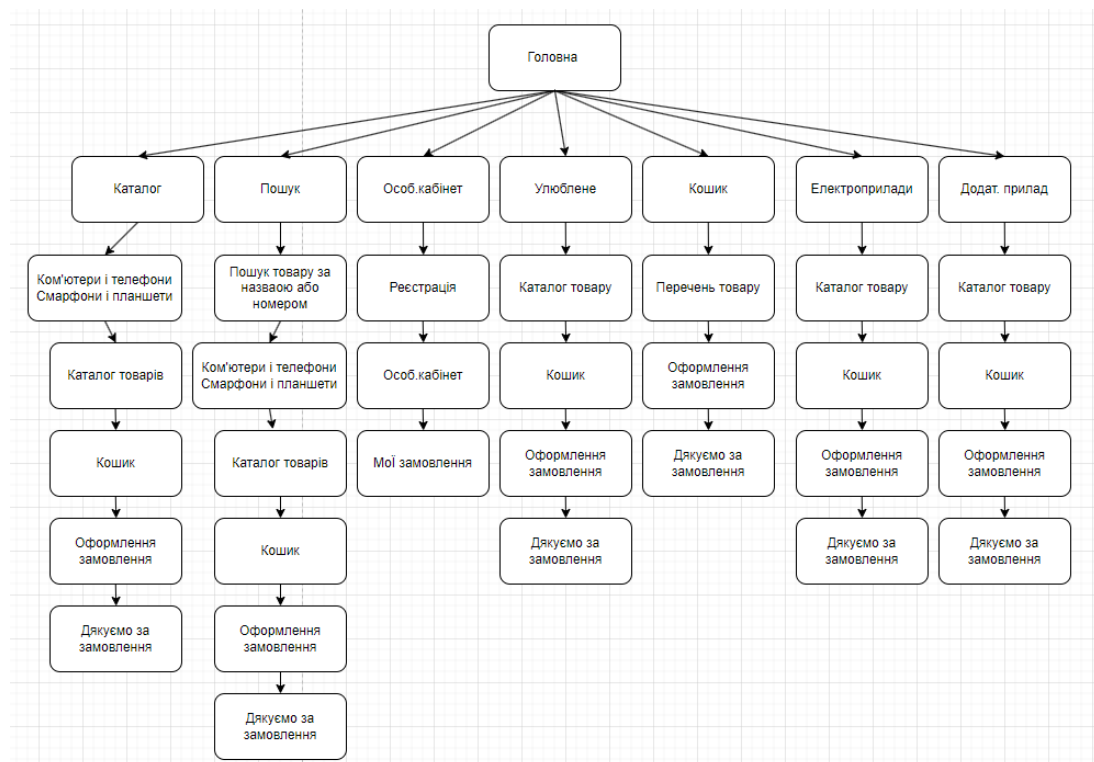 Головна
Каталог
Пошук
Особ.кабінет
Улюблене
Кошик
Електроприлади
Додат. прилад
Ком'ютери і телефони
Смарфони і планшети
Пошук товару за
назваою або
номером
Реєстрація
Каталог товару
Перечень товару
Каталог товару
Каталог товару
Каталог товарів
Ком'ютери і телефони
Смарфони і планшети
Особ.кабінет
Кошик
Оформлення
замовлення
Кошик
Кошик
Кошик
Каталог товарів
МоЇ замовлення
Оформлення
замовлення
Дякуємо за
замовлення
Оформлення
замовлення
Оформлення
замовлення
Оформлення
замовлення
Кошик
Дякуємо за
замовлення
Дякуємо за
замовлення
Дякуємо за
замовлення
Дякуємо за
замовлення
Оформлення
замовлення
Дякуємо за
замовлення